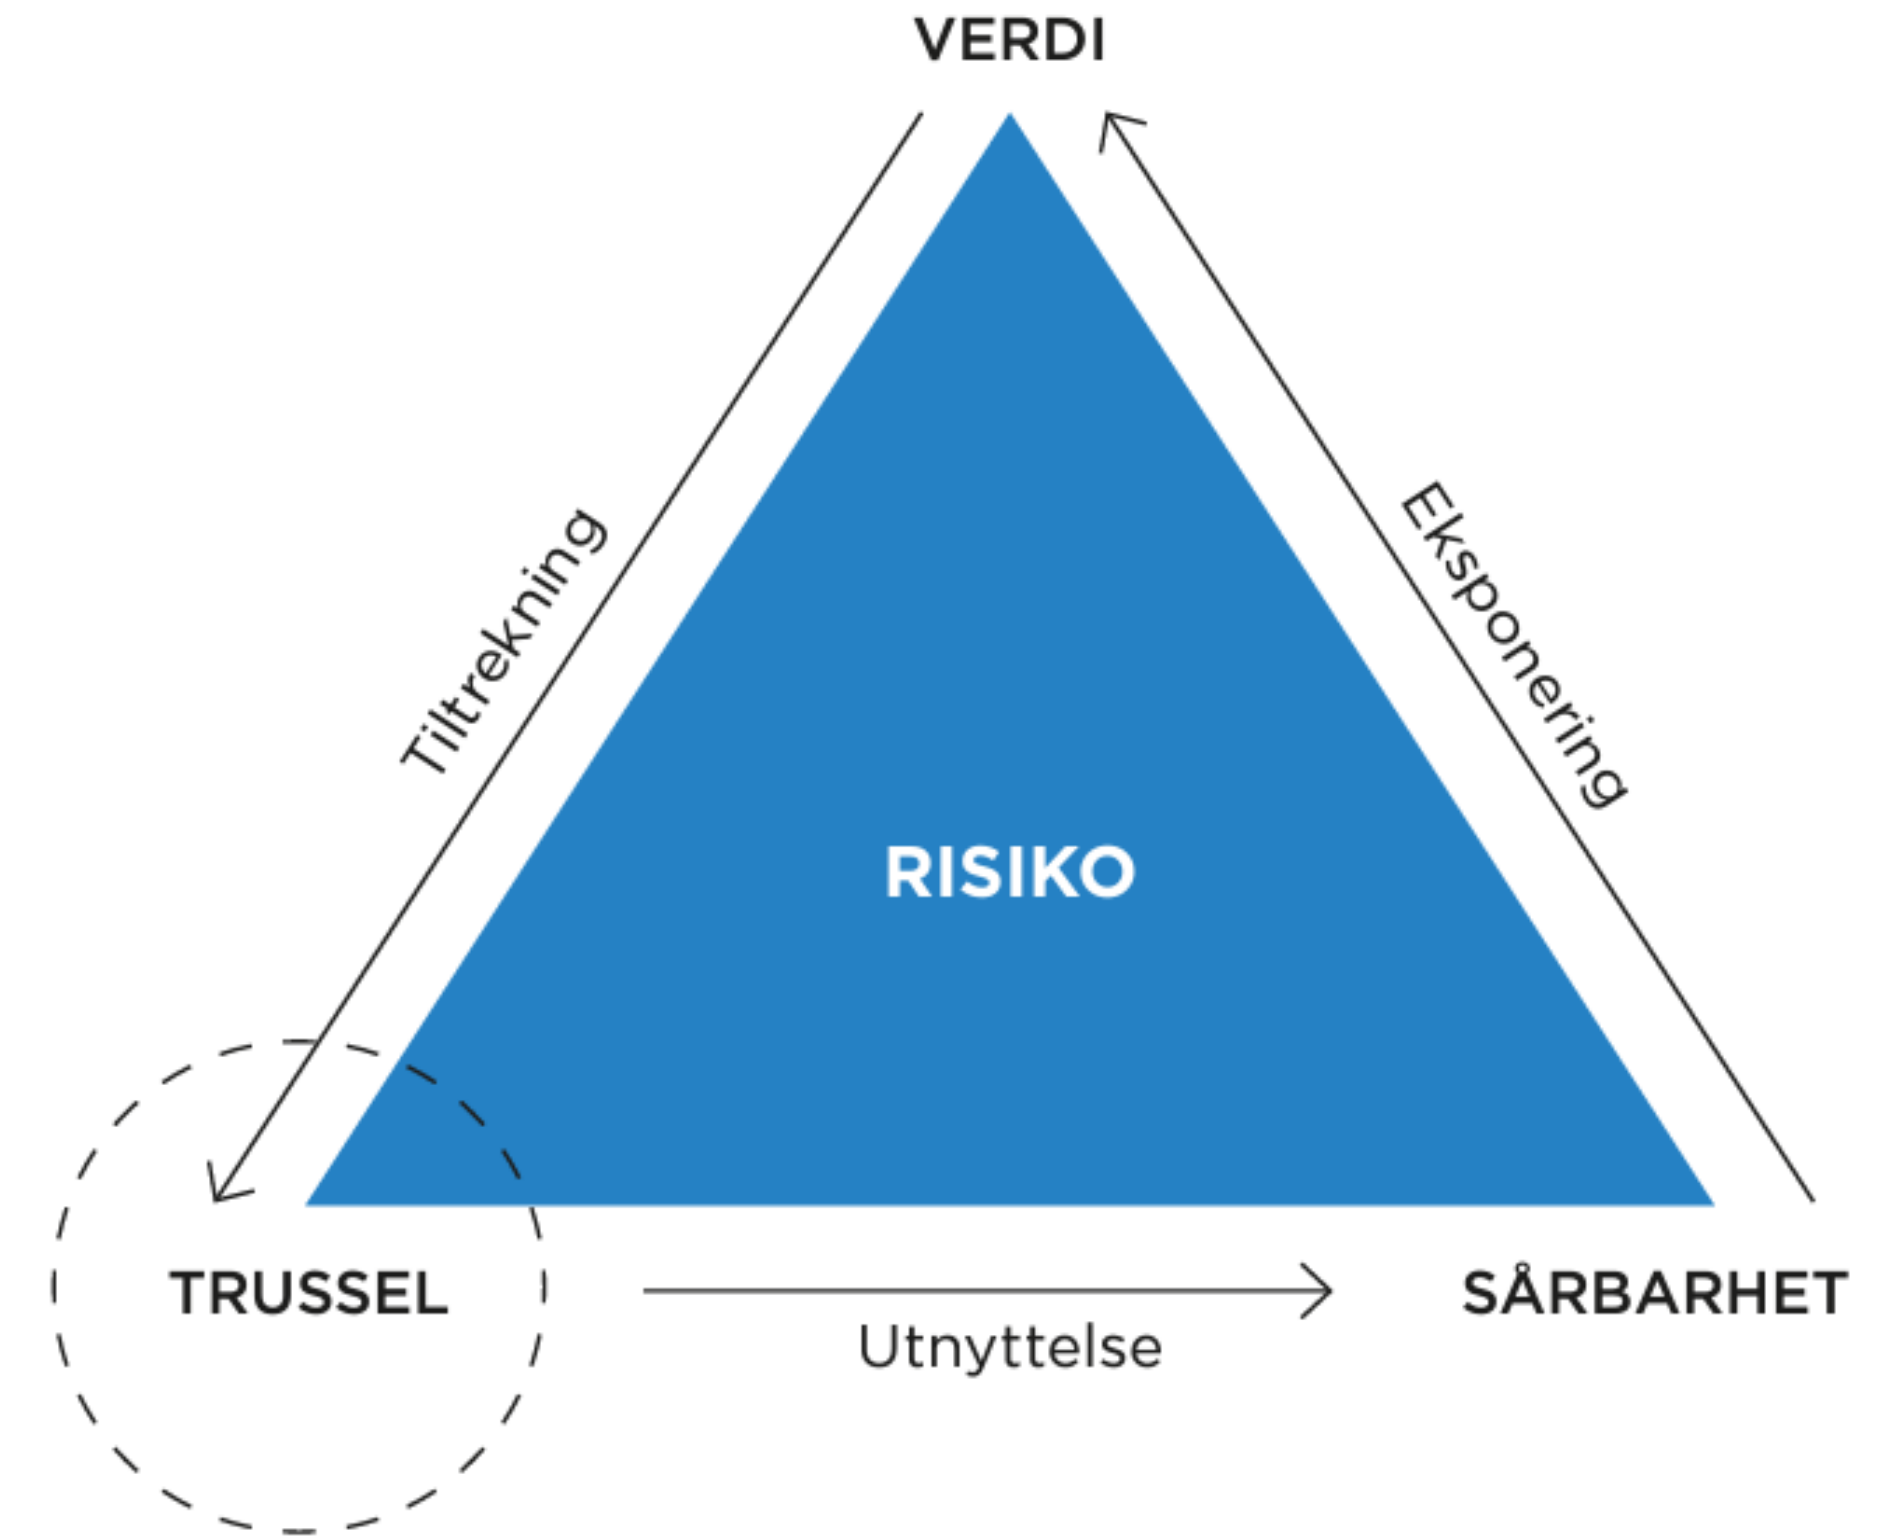 VERDI
Tiltrekning
Eksponering
RISIKO
TRUSSEL
SÅRBARHET
Utnyttelse